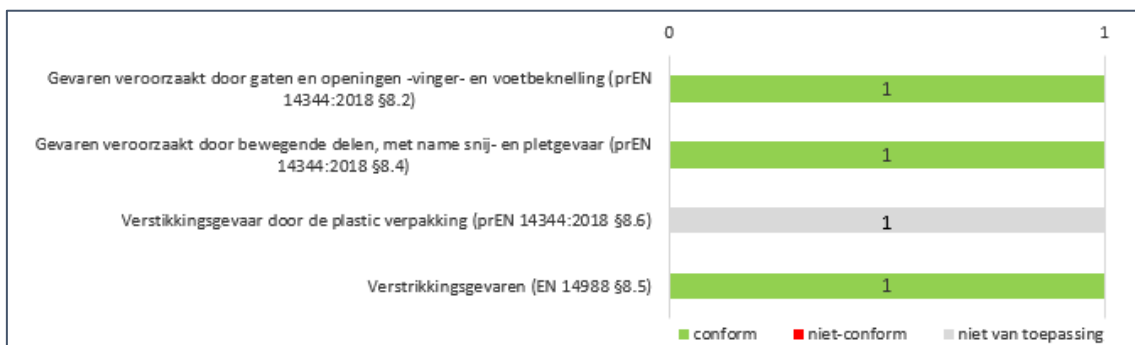 0 1
Gevaren veroorzaakt door gaten en openingen -vinger- en voetbeknelling (prEN
14344:2018 §8.2)
1
Gevaren veroorzaakt door bewegende delen, met name snij- en pletgevaar (prEN
14344:2018 §8.4)
1
Verstikkingsgevaar door de plastic verpakking (prEN 14344:2018 §8.6)
1
Verstrikkingsgevaren (EN 14988 §8.5)
1
conform niet-conform niet van toepassing